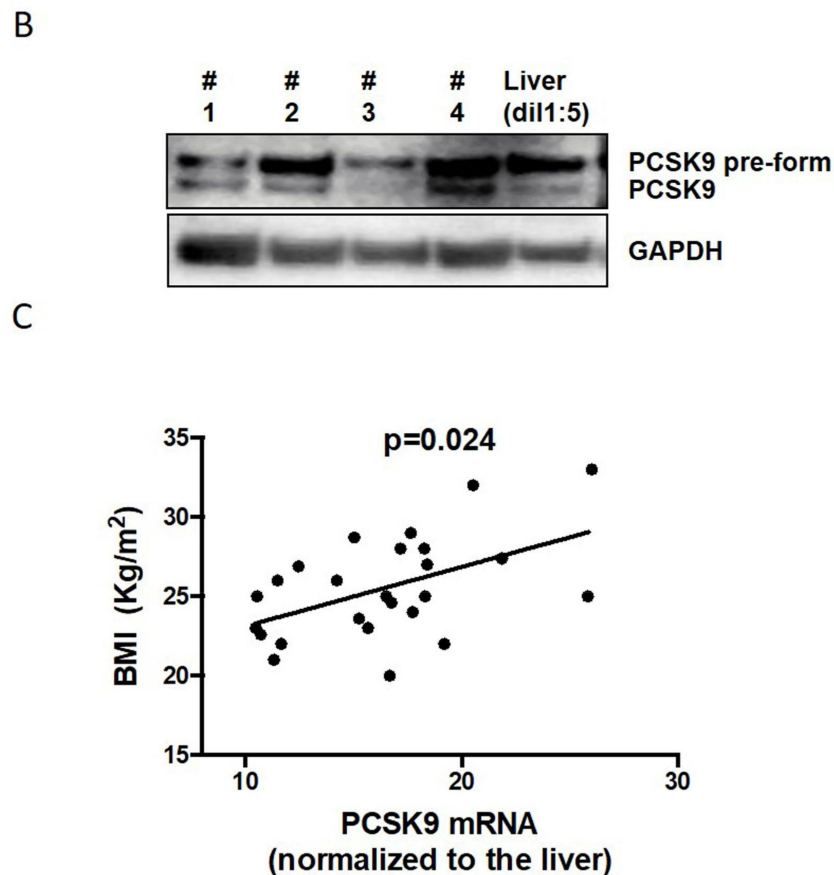 B
# # # # Liver
1 2 3 4 (dil1:5)
PCSK9 pre-form
PCSK9
GAPDH
C
p=0.024
35
30
25
20
15
BMI (Kg/m²)
10 20 30
PCSK9 mRNA
(normalized to the liver)